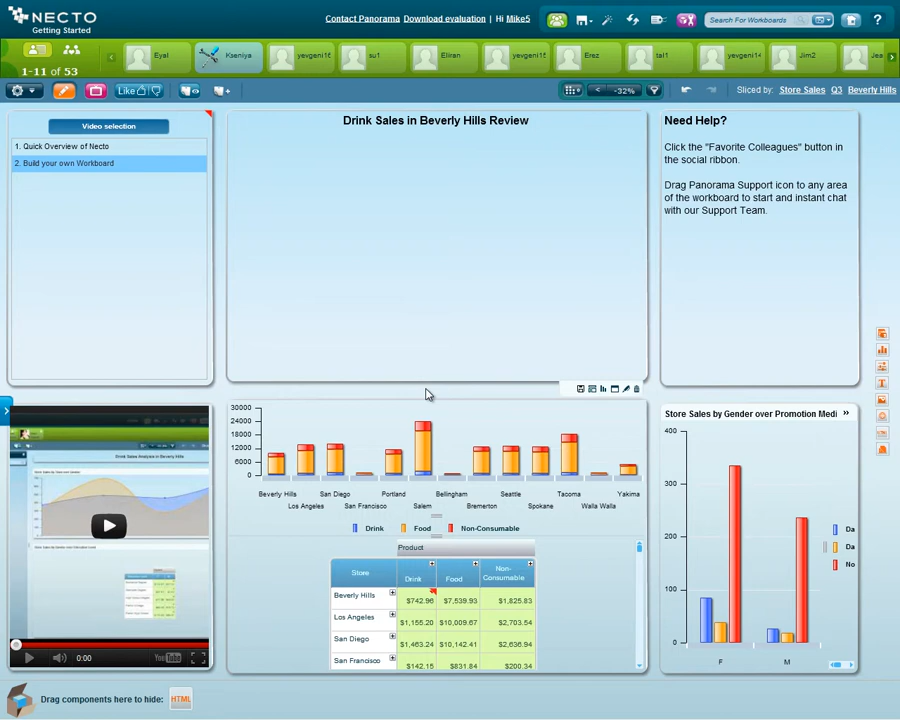 NECTO
Getting Started
Contact Panorama Download evaluation | Hi Mike5
Search For Workboards
1-11 of 53
Eyal
Kseniya
yevgeni16
su1
Eliran
yevgeni15
Erez
tal1
yevgeni14
Jim2
Jea
Like
-32%
Sliced by: Store Sales Q3 Beverly Hills
Video selection
1. Quick Overview of Necto
2. Build your own Workboard
Drink Sales in Beverly Hills Review
Need Help?
Click the "Favorite Colleagues" button in
the social ribbon.
Drag Panorama Support icon to any area
of the workboard to start and instant chat
with our Support Team.
30000
24000
18000
12000
6000
0
Beverly Hills
San Diego
Portland
Bellingham
Seattle
Tacoma
Yakima
Los Angeles
San Francisco
Salem
Bremerton
Spokane
Walla Walla
Drink
Food
Non-Consumable
Product
Store
Drink
Food
Non-
Consumable
Beverly Hills $742.96 $7,539.93 $1,825.83
Los Angeles $1,155.20 $10,009.67 $2,703.54
San Diego $1,463.24 $10,142.41 $2,636.94
San Francisco $142.15 $831.84 $200.34
Store Sales by Gender over Promotion Medi »
400
300
200
100
0
F
M
Da
Da
No
0:00
YouTube
Drag components here to hide:
HTML